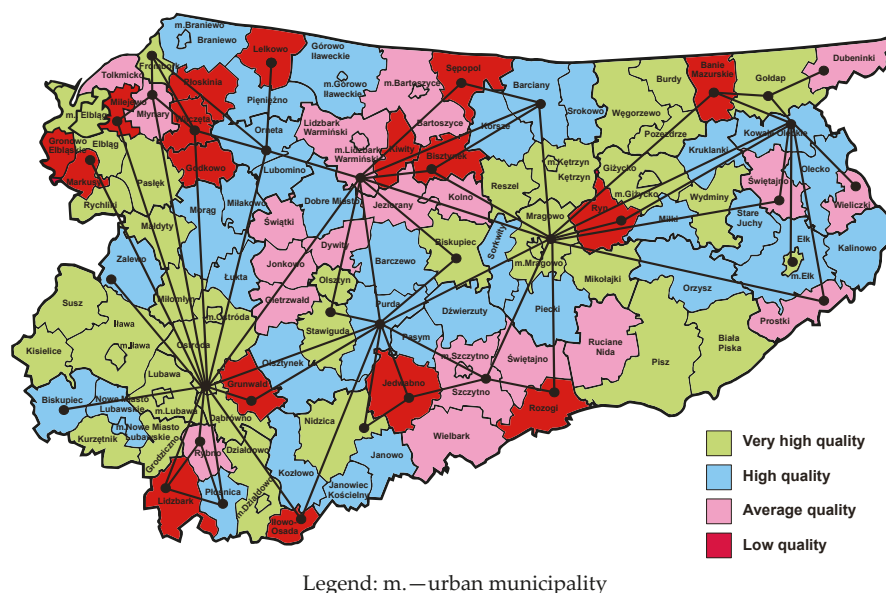 m.Braniewo
Braniewo
Lelkowo
Górowo
Iławeckie
Frombork
Tolkmicko
Płoskinia
m.Górowo
Iławeckie
m.Bartoszyce
Sępopol
Barciany
Banie
Mazurskie
Gołdap
Dubeninki
Burdy
Węgorzewo
Pieniężno
Milejewo
m. Elbląg
Młynary
Wilczęta
Orneta
Lidzbark
Warmiński
Bartoszyce
Korsze
Srokowo
Pozezdrze
Kowale Oleckie
Kruklanki
Gronowo
Elbląskie
Elbląg
Markusy
Godkowo
Lubomino
m.Lidzbark
Warmiński
Kiwity
Bisztynek
m.Kętrzyn
Kętrzyn
Giżycko
m.Giżycko
Olecko
Pasłęk
Rychliki
Morąg
Miłakowo
Dobre Miasto
Jeziorany
Kolno
Reszel
Ryn
Wydminy
Świętajno
Wieliczki
Małdyty
Świątki
Mragowo
Miłki
Stare
Juchy
Zalewo
Łukta
Jonkowo
Dywity
Biskupiec
Sorkwity
m.Mragowo
Ełk
Kalinowo
m.Ełk
Barczewo
Mikołajki
Orzysz
Susz
Miłomłyn
Gietrzwałd
Olsztyn
Purda
Prostki
Iława
m.Ostróda
Ostróda
Stawiguda
Dźwierzuty
Piecki
Kisielice
m.Iława
Olsztynek
Pasym
m.Szczytno
Świętajno
Ruciane
Nida
Biała
Piska
Pisz
Lubawa
Grunwald
Jedwabno
Szczytno
Rozogi
Biskupiec
Nowe Miasto
Lubawskie
m.Lubawa
Dąbrówno
Nidzica
Kurzętnik
m.Nowe Miasto
Lubawskie
Grodziczno
Rybno
Działdowo
Wielbark
Janowo
Kozłowo
Janowiec
Kościelny
Lidzbark
Płośnica
m.Działdowo
Iłowo-
Osada
Very high quality
High quality
Average quality
Low quality
Legend: m.—urban municipality